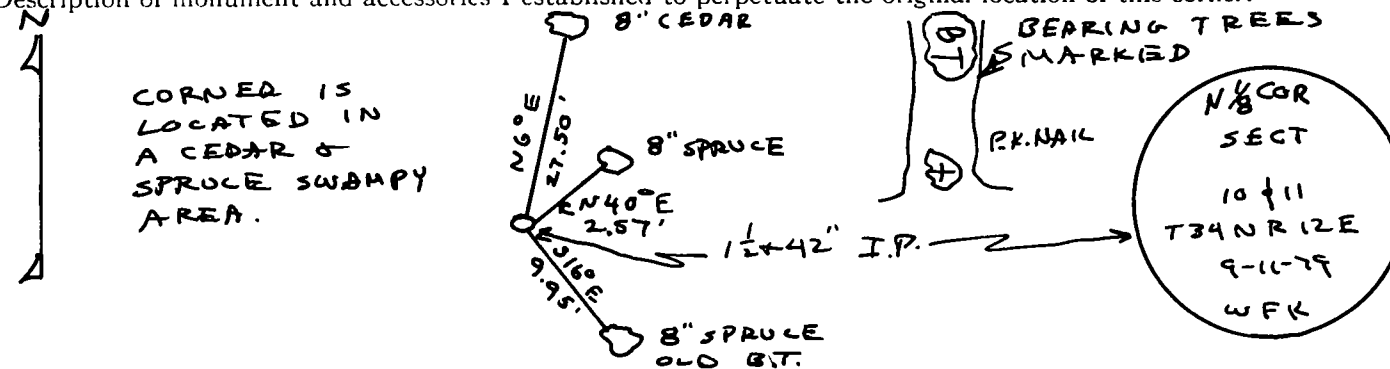 Description of monument and accessories I established to perpetuate the original location of this corner.
N
CORNER IS
LOCATED IN
A CEDAR &
SPRUCE SWAMPY
AREA.
8" CEDAR
N6°E
27.50'
8" SPRUCE
N40°E
2.57'
S16°E
9.95'
8" SPRUCE
OLD B.T.
1 1/2 x 42" I.P.
BT
BEARING TREES
MARKED
P.K. NAIL
N 1/8 COR
SECT
10 & 11
T34N R12E
9-11-79
WFK